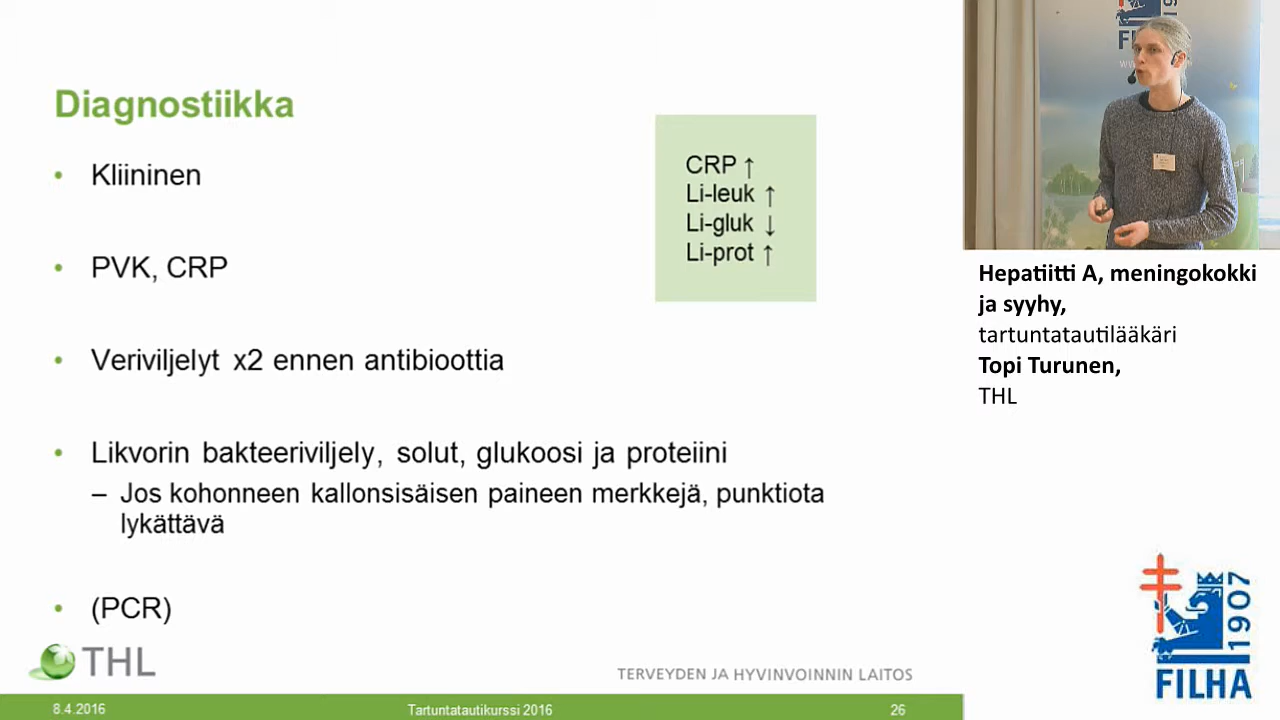 Diagnostiikka
• Kliininen
• PVK, CRP
• Veriviljelyt x2 ennen antibioottia
• Likvorin bakteeriviljely, solut, glukoosi ja proteiini
– Jos kohonneen kallonsisäisen paineen merkkejä, punktiota
lykättävä
• (PCR)
CRP ↑
Li-leuk ↑
Li-gluk ↓
Li-prot ↑
THL
TERVEYDEN JA HYVINVOINNIN LAITOS
8.4.2016
Tartuntatautikurssi 2016
26
Hepatiitti A, meningokokki
ja syyhy,
tartuntatautilääkäri
Topi Turunen,
THL
1907
FILHA